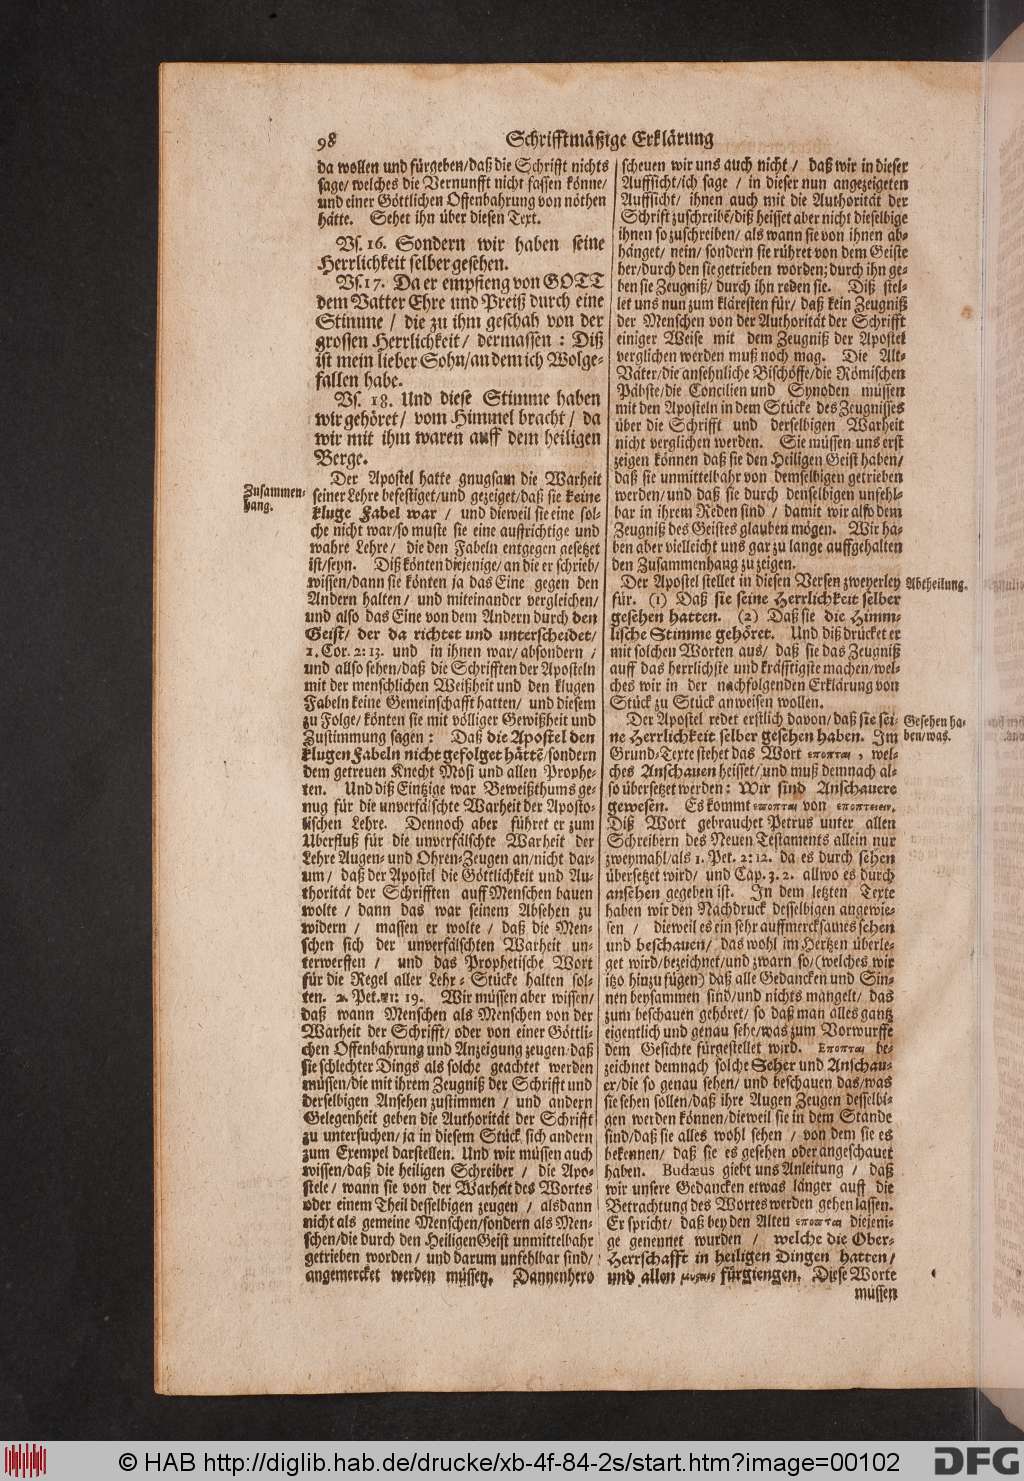 98
Schrifftmäßige Erklärung
da wollen und fürgeben/daß die Schrifft nichts
sage/ welches die Vernunfft nicht fassen könne/
und einer Göttlichen Offenbahrung von nöthen
hätte. Sehet ihn über diesen Text.
Vs. 16. Sondern wir haben seine
Herrlichkeit selber gesehen.
Vs. 17. Da er empfieng von GOTT
dem Vatter Ehre und Preiß durch eine
Stimme / die zu ihm geschah von der
grossen Herrlichkeit/ dermassen: Diß
ist mein lieber Sohn/an dem ich Wolge-
fallen habe.
Vs. 18. Und diese Stimme haben
wir gehöret/ vom Himmel bracht/ da
wir mit ihm waren auff dem heiligen
Berge.
Zusammen-
hang.
Der Apostel hatte gnugsam die Warheit
seiner Lehre befestiget/und gezeiget/daß sie keine
kluge Fabel war / und dieweil sie eine sol-
che nicht war/so muste sie eine auffrichtige und
wahre Lehre/ die den Fabeln entgegen gesetzet
ist/seyn. Diß könten diejenige/an die er schrieb/
wissen/dann sie könten ja das Eine gegen den
Andern halten/ und miteinander vergleichen/
und also das Eine von dem Andern durch den
Geist/ der da richtet und unterscheidet/
1. Cor. 2: 13. und in ihnen war/ absondern /
und allso sehen/daß die Schrifften der Aposteln
mit der menschlichen Weißheit und den klugen
Fabeln keine Gemeinschafft hatten/ und diesem
zu Folge/ könten sie mit völliger Gewißheit und
Zustimmung sagen: Daß die Apostel den
klugen Fabeln nicht gefolget hättẽ/sondern
dem getreuen Knecht Mosi und allen Prophe-
ten. Und diß Eintzige war Beweißthums ge-
nug für die unverfälschte Warheit der Aposto-
lischen Lehre. Dennoch aber führet er zum
Uberfluß für die unverfälschte Warheit der
Lehre Augen- und Ohren-Zeugen an/nicht dar-
um/ daß der Apostel die Göttlichkeit und Au-
thorität der Schrifften auff Menschen bauen
wolte / dann das war seinem Absehen zu
widern / massen er wolte / daß die Men-
schen sich der unverfälschten Warheit un-
terwerffen / und das Prophetische Wort
für die Regel aller Lehr-Stücke halten sol-
ten. 2. Pet. 1: 19. Wir müssen aber wissen/
daß wann Menschen als Menschen von der
Warheit der Schrifft/ oder von einer Göttli-
chen Offenbahrung und Anzeigung zeugen/daß
sie schlechter Dings als solche geachtet werden
müssen/die mit ihrem Zeugniß der Schrifft und
derselbigen Ansehen zustimmen / und andern
Gelegenheit geben die Authorität der Schrifft
zu untersuchen/ ja in diesem Stück sich andern
zum Exempel darstellen. Und wir müssen auch
wissen/daß die heiligen Schreiber / die Apo-
stele / wann sie von der Warheit des Wortes
oder einem Theil desselbigen zeugen / alsdann
nicht als gemeine Menschen/sondern als Men-
schen/die durch den Heiligen Geist unmittelbahr
getrieben worden/ und darum unfehlbar sind/
angemercket werden müssen. Dannenhero
scheuen wir uns auch nicht / daß wir in dieser
Auffsicht/ich sage / in dieser nun angezeigten
Auffsicht/ ihnen auch mit die Authorität der
Schrift zuschreibẽ/diß heisset aber nicht dieselbige
ihnen so zuschreiben/ als wann sie von ihnen ab-
hänget/ nein/ sondern sie rühret von dem Geiste
her/durch den sie getrieben worden; durch ihn ge-
ben sie Zeugniß/ durch ihn reden sie. Diß stel-
let uns nun zum kläresten für/ daß kein Zeugniß
der Menschen von der Authorität der Schrifft
einiger Weise mit dem Zeugniß der Apostel
verglichen werden muß noch mag. Die Alt-
Väter/die ansehnliche Bischöffe/die Römischen
Päbste/die Concilien und Synoden müssen
mit den Aposteln in dem Stücke des Zeugnisses
über die Schrifft und derselbigen Warheit
nicht verglichen werden. Sie müssen uns erst
zeigen können daß sie den Heiligen Geist haben/
daß sie unmittelbahr von demselbigen getrieben
werden/und daß sie durch denselbigen unfehl-
bar in ihrem Reden sind / damit wir also dem
Zeugniß des Geistes glauben mögen. Wir ha-
ben aber vielleicht uns gar zu lange auffgehalten
den Zusammenhang zu zeigen.
Der Apostel stellet in diesen Versen zweyerley
Abtheilung.
für. (1) Daß sie seine Herrlichkeit selber
gesehen hatten. (2) Daß sie die Himm-
lische Stimme gehöret. Und diß drücket er
mit solchen Worten aus/ daß sie das Zeugniß
auff das herrlichste und kräfftigste machen/wel-
ches wir in der nachfolgenden Erklärung von
Stück zu Stück anweisen wollen.
Der Apostel redet erstlich davon/daß sie sei-
Gesehen ha-
ben/was.
ne Herrlichkeit selber gesehen haben. Im
Grund-Texte stehet das Wort εποπται, wel-
ches Anschauen heisset/und muß demnach al-
so übersetzet werden: Wir sind Anschauere
gewesen. Es kommt εποπται von εποπτειειν.
Diß Wort gebrauchet Petrus unter allen
Schreibern des Neuen Testaments allein nur
zweymahl/als 1. Pet. 2: 12. da es durch sehen
übersetzet wird/ und Cap. 3. 2. allwo es durch
ansehen gegeben ist. In dem letzten Texte
haben wir den Nachdruck desselbigen angewie-
sen / dieweil es ein sehr auffmercksames sehen
und beschauen/ das wohl im Hertzen überle-
get wird/bezeichnet/und zwarn so/(welches wir
itzo hinzu fügen) daß alle Gedancken und Sin-
nen beysammen sind/und nichts mangelt/ das
zum beschauen gehöret/ so daß man alles gantz
eigentlich und genau sehe/was zum Vorwurffe
dem Gesichte fürgestellet wird. Εποπται be-
zeichnet demnach solche Seher und Anschau-
er/die so genau sehen/ und beschauen das/was
sie sehen sollen/daß ihre Augen Zeugen desselbi-
gen werden können/dieweil sie in dem Stande
sind/daß sie alles wohl sehen / von dem sie es
bekennen/ daß sie es gesehen oder angeschauet
haben. Budæus giebt uns Anleitung / daß
wir unsere Gedancken etwas länger auff die
Betrachtung des Wortes werden gehen lassen.
Er spricht/ daß bey den Alten εποπται diejeni-
ge genennet wurden / welche die Ober-
Herrschafft in heiligen Dingen hatten/
und allen fürgiengen. Diese Worte
müssen
© HAB http://diglib.hab.de/drucke/xb-4f-84-2s/start.htm?image=00102
DFG